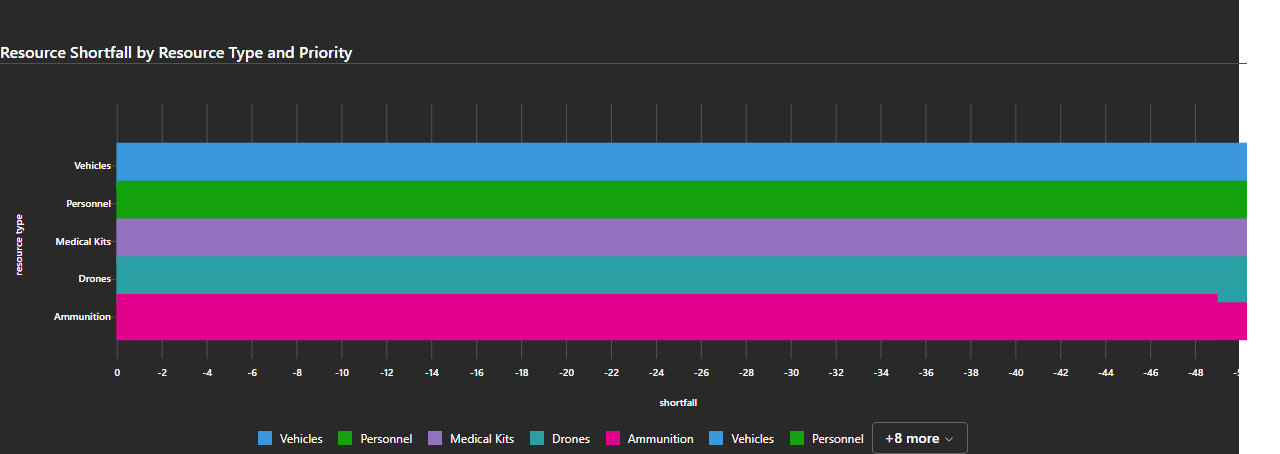 Resource Shortfall by Resource Type and Priority
resource type
Vehicles
Personnel
Medical Kits
Drones
Ammunition
0 -2 -4 -6 -8 -10 -12 -14 -16 -18 -20 -22 -24 -26 -28 -30 -32 -34 -36 -38 -40 -42 -44 -46 -48
shortfall
Vehicles Personnel Medical Kits Drones Ammunition Vehicles Personnel +8 more